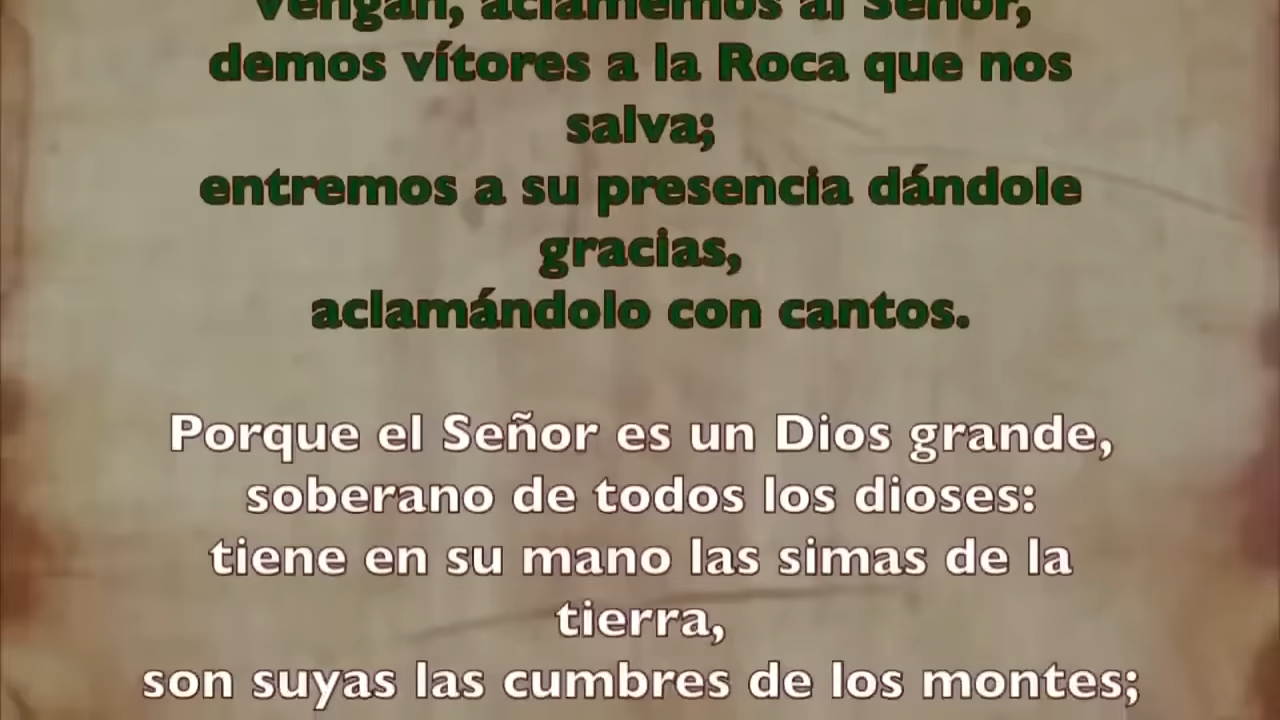 Vengan, aclamemos al Señor,
demos vítores a la Roca que nos
salva;
entremos a su presencia dándole
gracias,
aclamándolo con cantos.
Porque el Señor es un Dios grande,
soberano de todos los dioses:
tiene en su mano las simas de la
tierra,
son suyas las cumbres de los montes;